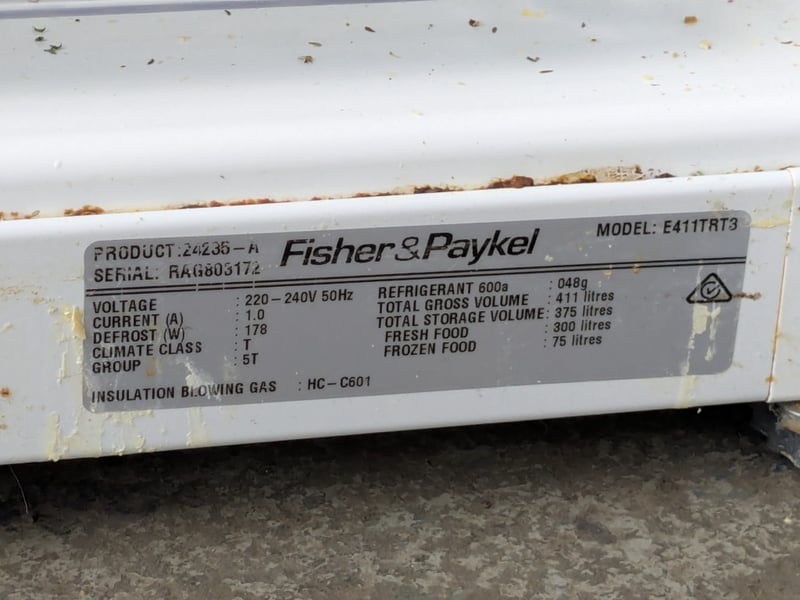 PRODUCT:24235-A
SERIAL: RAG803172
Fisher&Paykel
MODEL: E411TRT3
VOLTAGE : 220-240V 50Hz
CURRENT (A) : 1.0
DEFROST (W) : 178
CLIMATE CLASS : T
GROUP : 5T
REFRIGERANT 600a : 048g
TOTAL GROSS VOLUME : 411 litres
TOTAL STORAGE VOLUME: 375 litres
FRESH FOOD : 300 litres
FROZEN FOOD : 75 litres
INSULATION BLOWING GAS : HC-C601